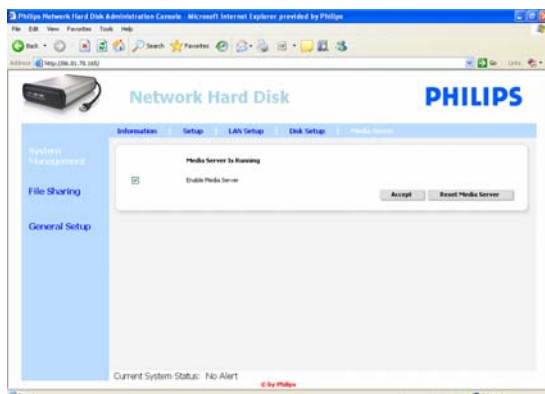 Philips Network Hard Disk Administration Console - Microsoft Internet Explorer provided by Philips
File Edit View Favorites Tools Help
Back Search Favorites
Address Go Links
Network Hard Disk PHILIPS
Information Setup LAN Setup Disk Setup Media Server
System Management
Media Server Is Running
Enable Media Server
File Sharing
Accept Reset Media Server
General Setup
Current System Status: No Alert
© by Philips